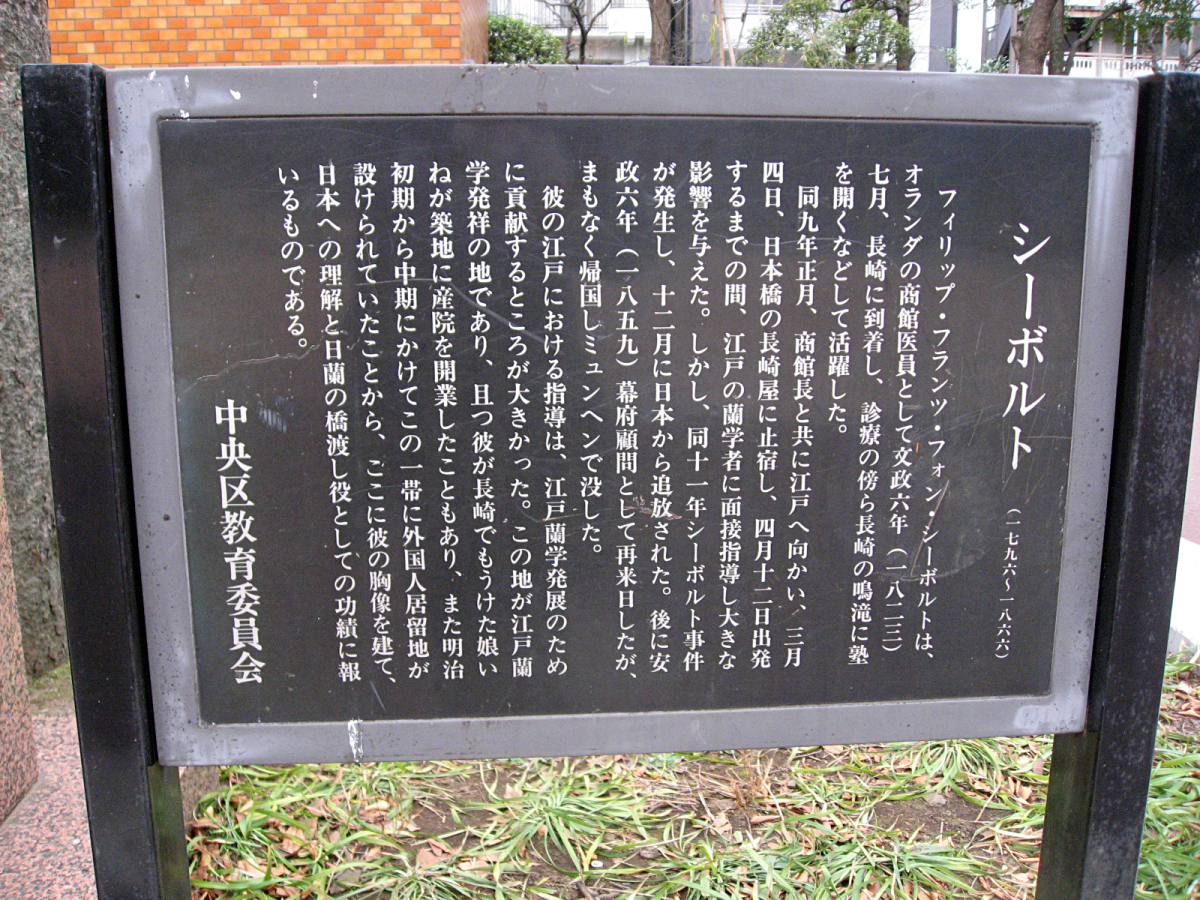 シーボルト (一七九六〜一八六六)
フィリップ・フランツ・フォン・シーボルトは、
オランダの商館医員として文政六年(一八二三)
七月、長崎に到着し、診療の傍ら長崎の鳴滝に塾
を開くなどして活躍した。
同九年正月、商館長と共に江戸へ向かい、三月
四日、日本橋の長崎屋に止宿し、四月十二日出発
するまでの間、江戸の蘭学者に面接指導し大きな
影響を与えた。しかし、同十一年シーボルト事件
が発生し、十二月に日本から追放された。後に安
政六年(一八五九)幕府顧問として再来日したが、
まもなく帰国しミュンヘンで没した。
彼の江戸における指導は、江戸蘭学発展のため
に貢献するところが大きかった。この地が江戸蘭
学発祥の地であり、且つ彼が長崎でもうけた娘い
ねが築地に産院を開業したこともあり、また明治
初期から中期にかけてこの一帯に外国人居留地が
設けられていたことから、ここに彼の胸像を建て、
日本への理解と日蘭の橋渡し役としての功績に報
いるものである。
中央区教育委員会